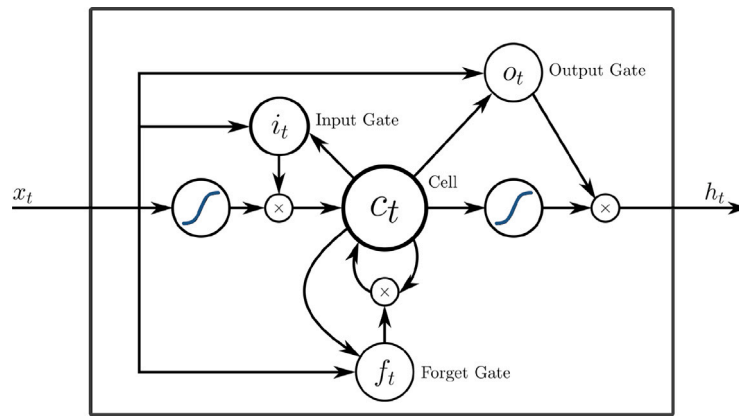 o_t Output Gate
i_t Input Gate
x_t
×
Cell
c_t
×
h_t
×
f_t Forget Gate